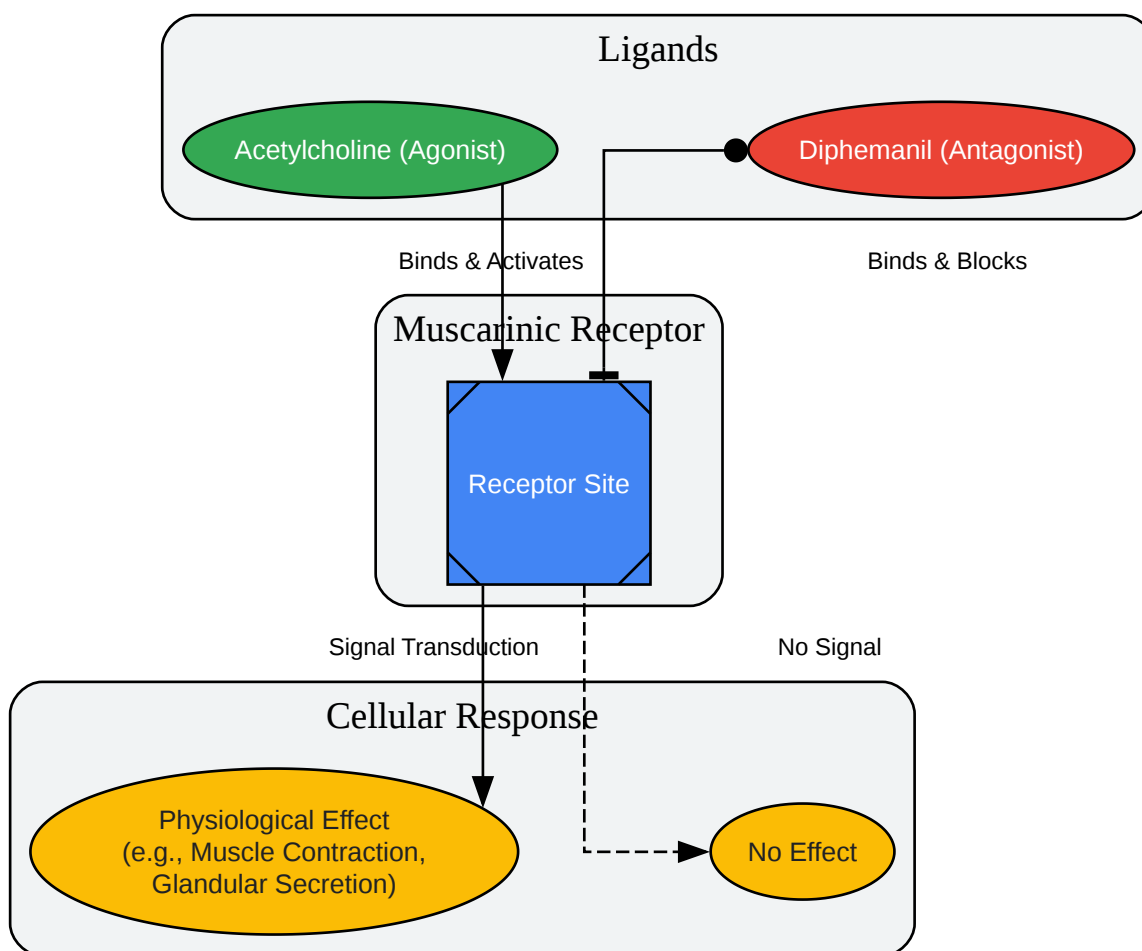 Ligands
Acetylcholine (Agonist)
Diphemanil (Antagonist)
Binds & Activates
Binds & Blocks
Muscarinic Receptor
Receptor Site
Signal Transduction
No Signal
Cellular Response
Physiological Effect
(e.g., Muscle Contraction,
Glandular Secretion)
No Effect